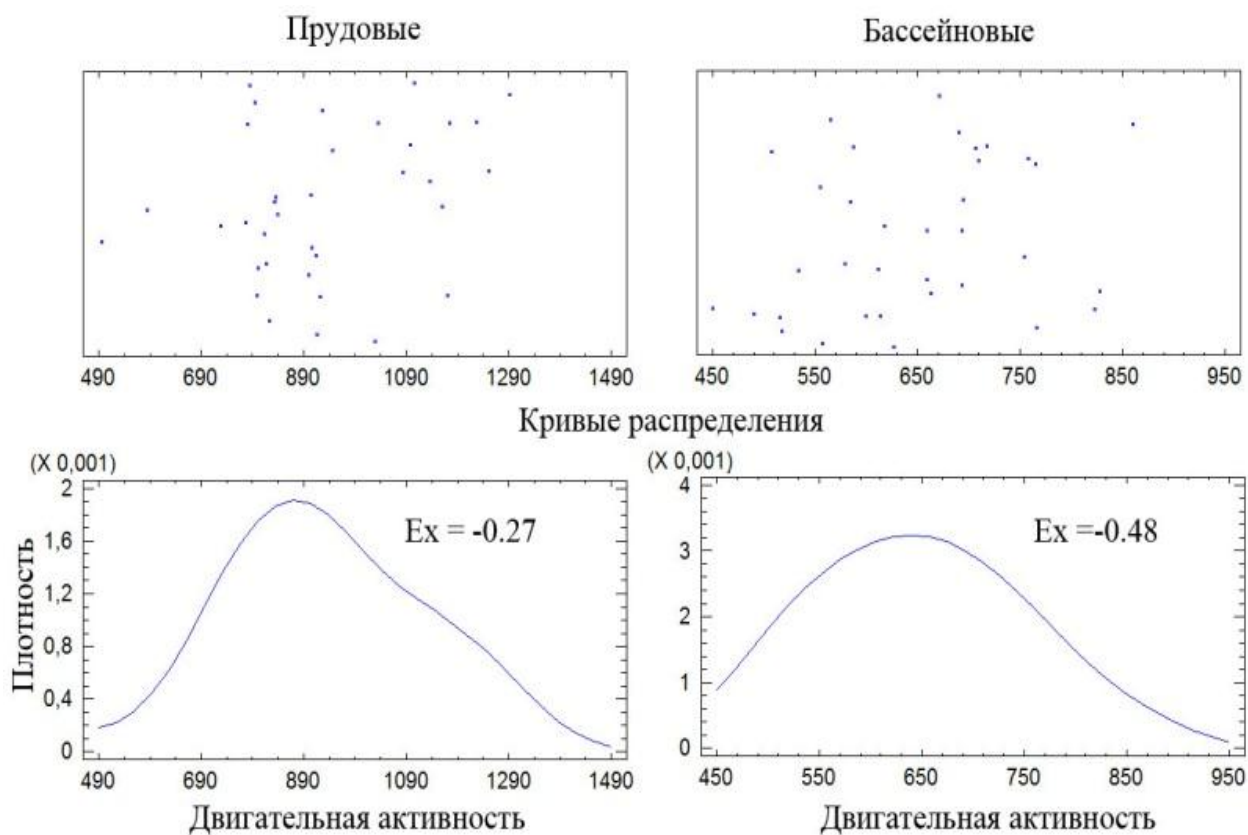 Прудовые
Бассейновые
490 690 890 1090 1290 1490
450 550 650 750 850 950
Кривые распределения
(X 0,001)
2
1,6
1,2
0,8
0,4
0
Ex = -0.27
Плотность
490 690 890 1090 1290 1490
Двигательная активность
(X 0,001)
4
3
2
1
0
Ex =-0.48
450 550 650 750 850 950
Двигательная активность